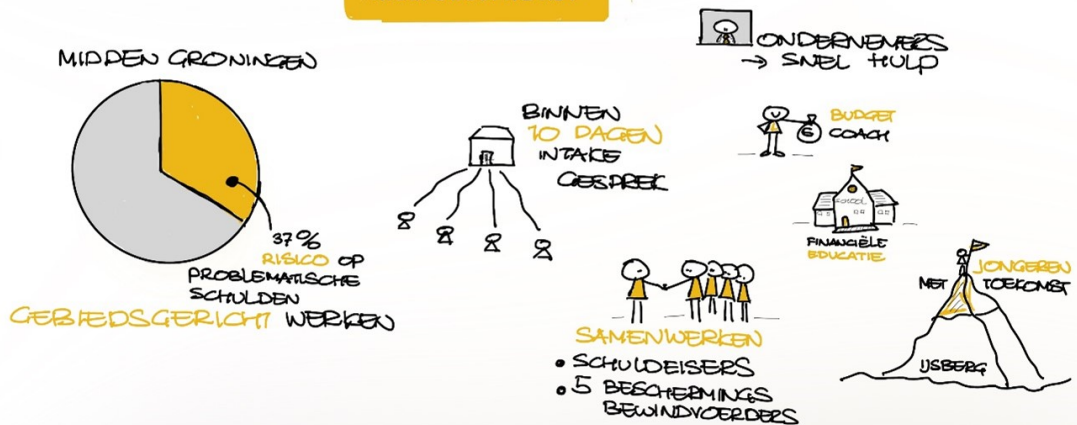 MIDDEN GRONINGEN
37%
RISICO OP
PROBLEMATISCHE
SCHULDEN
GEBIEDSGERICHT WERKEN
BINNEN
10 DAGEN
INTAKE
GESPREK
ONDERNEMERS
→ SNEL HULP
BUDGET
COACH
€
SCHOOL
FINANCIËLE
EDUCATIE
SAMENWERKEN
• SCHULDEISERS
• 5 BESCHERMINGS
BEWINDVOERDERS
JONGEREN
MET TOEKOMST
IJSBERG